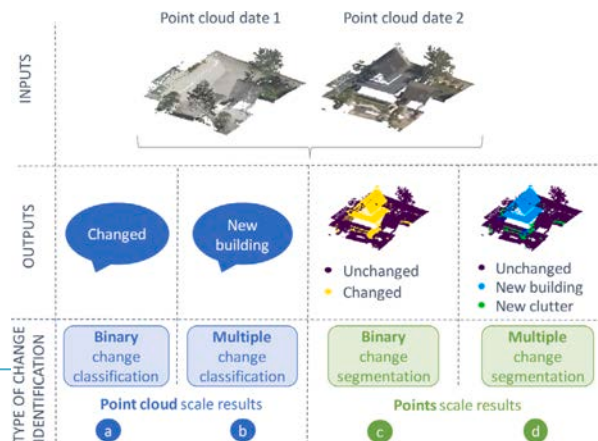 Point cloud date 1
Point cloud date 2
INPUTS
OUTPUTS
Changed
New
building
Unchanged
Changed
Unchanged
New building
New clutter
TYPE OF CHANGE
IDENTIFICATION
Binary
change
classification
Multiple
change
classification
Binary
change
segmentation
Multiple
change
segmentation
Point cloud scale results
Points scale results
a
b
c
d